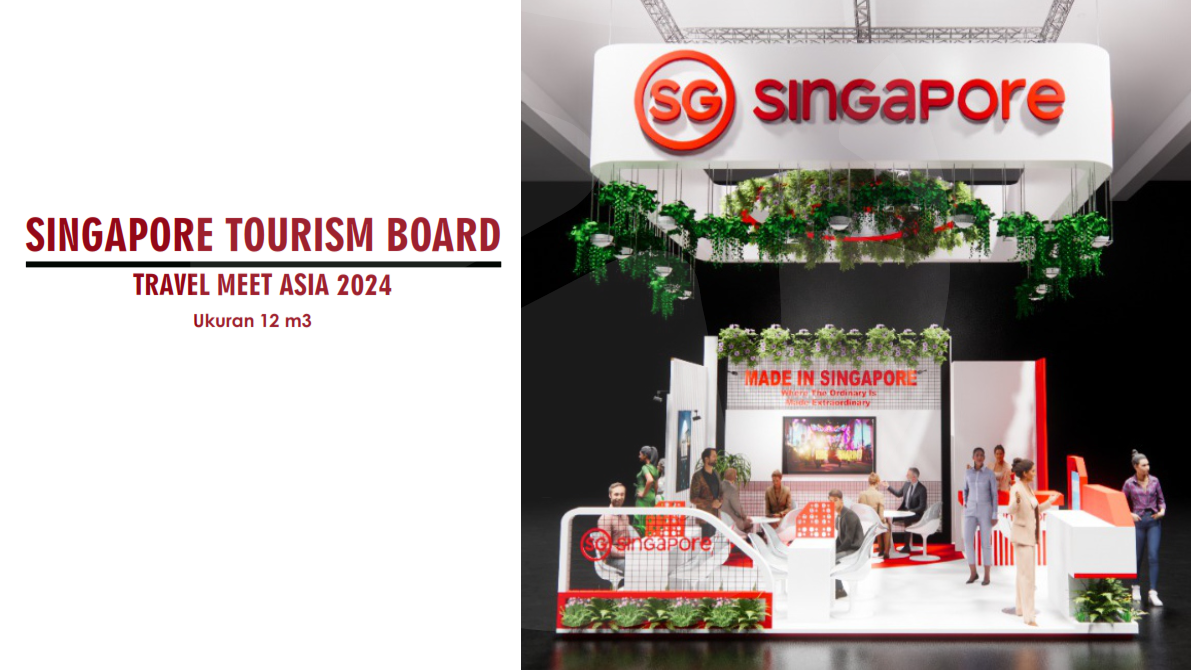 SINGAPORE TOURISM BOARD
TRAVEL MEET ASIA 2024
Ukuran 12 m3
SG SINGAPORE
MADE IN SINGAPORE
Where The Ordinary Is
Made Extraordinary
SG SINGAPORE